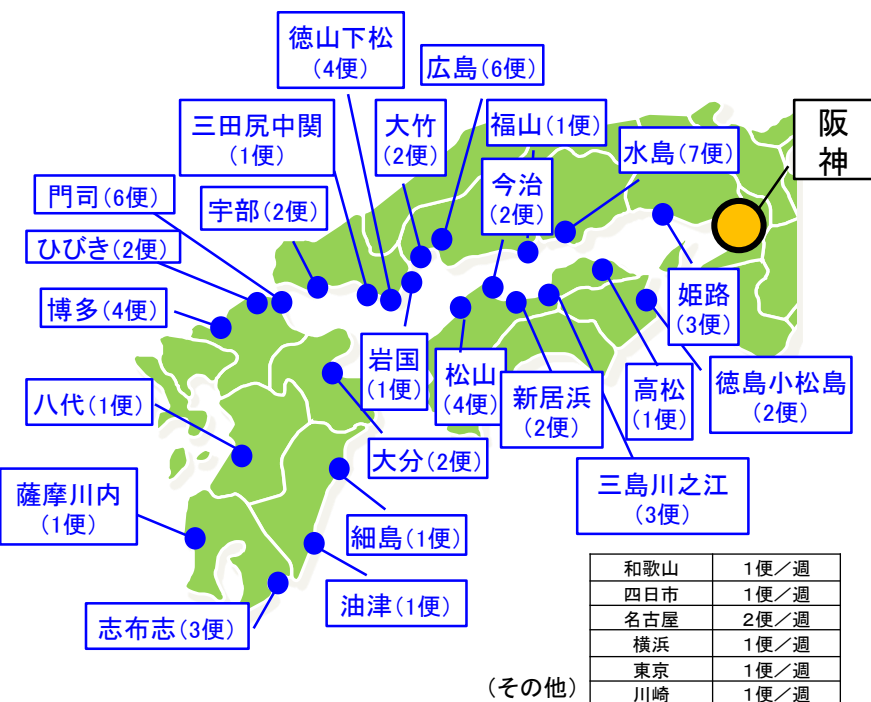 徳山下松
（4便）
広島（6便）
三田尻中関
（1便）
大竹
（2便）
福山（1便）
水島（7便）
阪
神
今治
（2便）
門司（6便）
宇部（2便）
ひびき（2便）
博多（4便）
姫路
（3便）
岩国
（1便）
松山
（4便）
新居浜
（2便）
高松
（1便）
徳島小松島
（2便）
八代（1便）
大分（2便）
三島川之江
（3便）
薩摩川内
（1便）
細島（1便）
油津（1便）
志布志（3便）
（その他）
和歌山 1便／週
四日市 1便／週
名古屋 2便／週
横浜 1便／週
東京 1便／週
川崎 1便／週